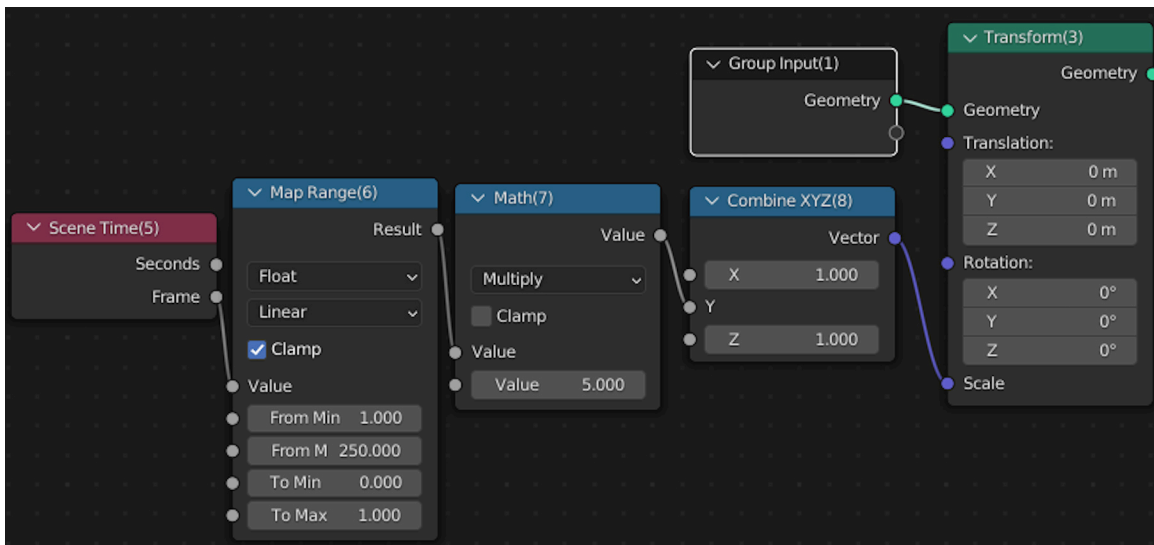 Scene Time(5)
Seconds
Frame
Map Range(6)
Result
Float
Linear
Clamp
Value
From Min 1.000
From M 250.000
To Min 0.000
To Max 1.000
Math(7)
Value
Multiply
Clamp
Value
Value 5.000
Group Input(1)
Geometry
Combine XYZ(8)
Vector
X 1.000
Y
Z 1.000
Transform(3)
Geometry
Geometry
Translation:
X 0 m
Y 0 m
Z 0 m
Rotation:
X 0°
Y 0°
Z 0°
Scale